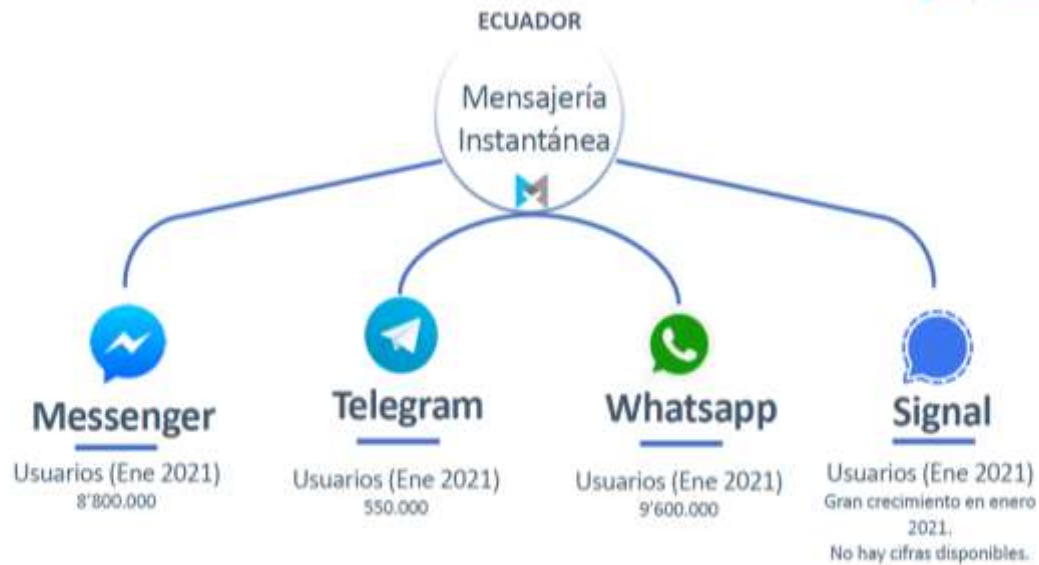 ECUADOR
Mensajería
Instantánea
Messenger
Usuarios (Ene 2021)
8'800.000
Telegram
Usuarios (Ene 2021)
550.000
Whatsapp
Usuarios (Ene 2021)
9'600.000
Signal
Usuarios (Ene 2021)
Gran crecimiento en enero
2021.
No hay cifras disponibles.